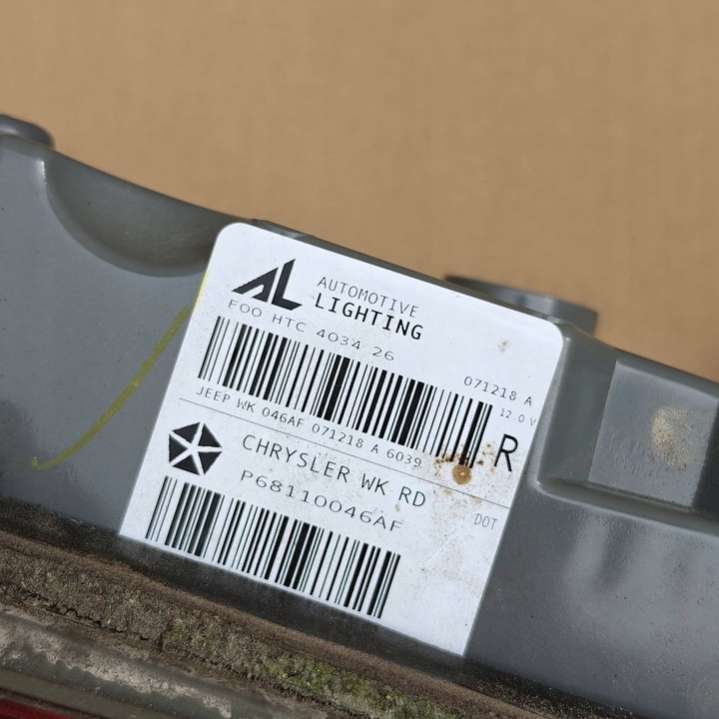 AL AUTOMOTIVE
LIGHTING
F00 HTC 4034 26
071218 A
12.0 V
JEEP WK 046AF 071218 A 6039
R
CHRYSLER WK RD
P68110046AF
DOT